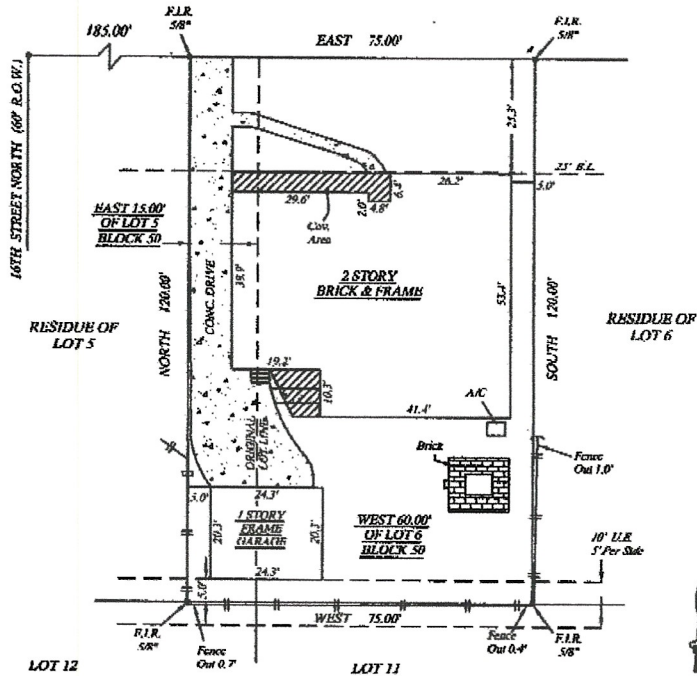 F.I.R.
5/8"
185.00'
EAST 75.00'
F.I.R.
5/8"
16TH STREET NORTH (60' R.O.W.)
25.3'
25' B.L.
26.2'
5.0'
6.4'
29.6'
2.0'
4.8'
Cov.
Area
EAST 15.00'
OF LOT 5
BLOCK 50
39.9'
2 STORY
BRICK & FRAME
53.4'
CONC. DRIVE
NORTH 120.00'
SOUTH 120.00'
RESIDUE OF
LOT 5
RESIDUE OF
LOT 6
19.2'
10.3'
41.4'
A/C
ORIGINAL
LOT LINE
Brick
Fence
Out 1.0'
5.0'
24.3'
1 STORY
FRAME
GARAGE
20.3'
20.3'
WEST 60.00'
OF LOT 6
BLOCK 50
10' U.E.
5' Per Side
24.3'
5.0'
WEST 75.00'
F.I.R.
5/8"
Fence
Out 0.7'
Fence
Out 0.4'
F.I.R.
5/8"
LOT 12
LOT 11